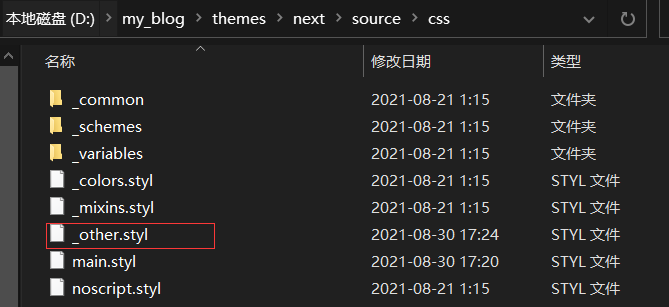 本地磁盘 (D:) > my_blog > themes > next > source > css
名称 修改日期 类型
_common 2021-08-21 1:15 文件夹
_schemes 2021-08-21 1:15 文件夹
_variables 2021-08-21 1:15 文件夹
_colors.styl 2021-08-21 1:15 STYL 文件
_mixins.styl 2021-08-21 1:15 STYL 文件
_other.styl 2021-08-30 17:24 STYL 文件
main.styl 2021-08-30 17:20 STYL 文件
noscript.styl 2021-08-21 1:15 STYL 文件